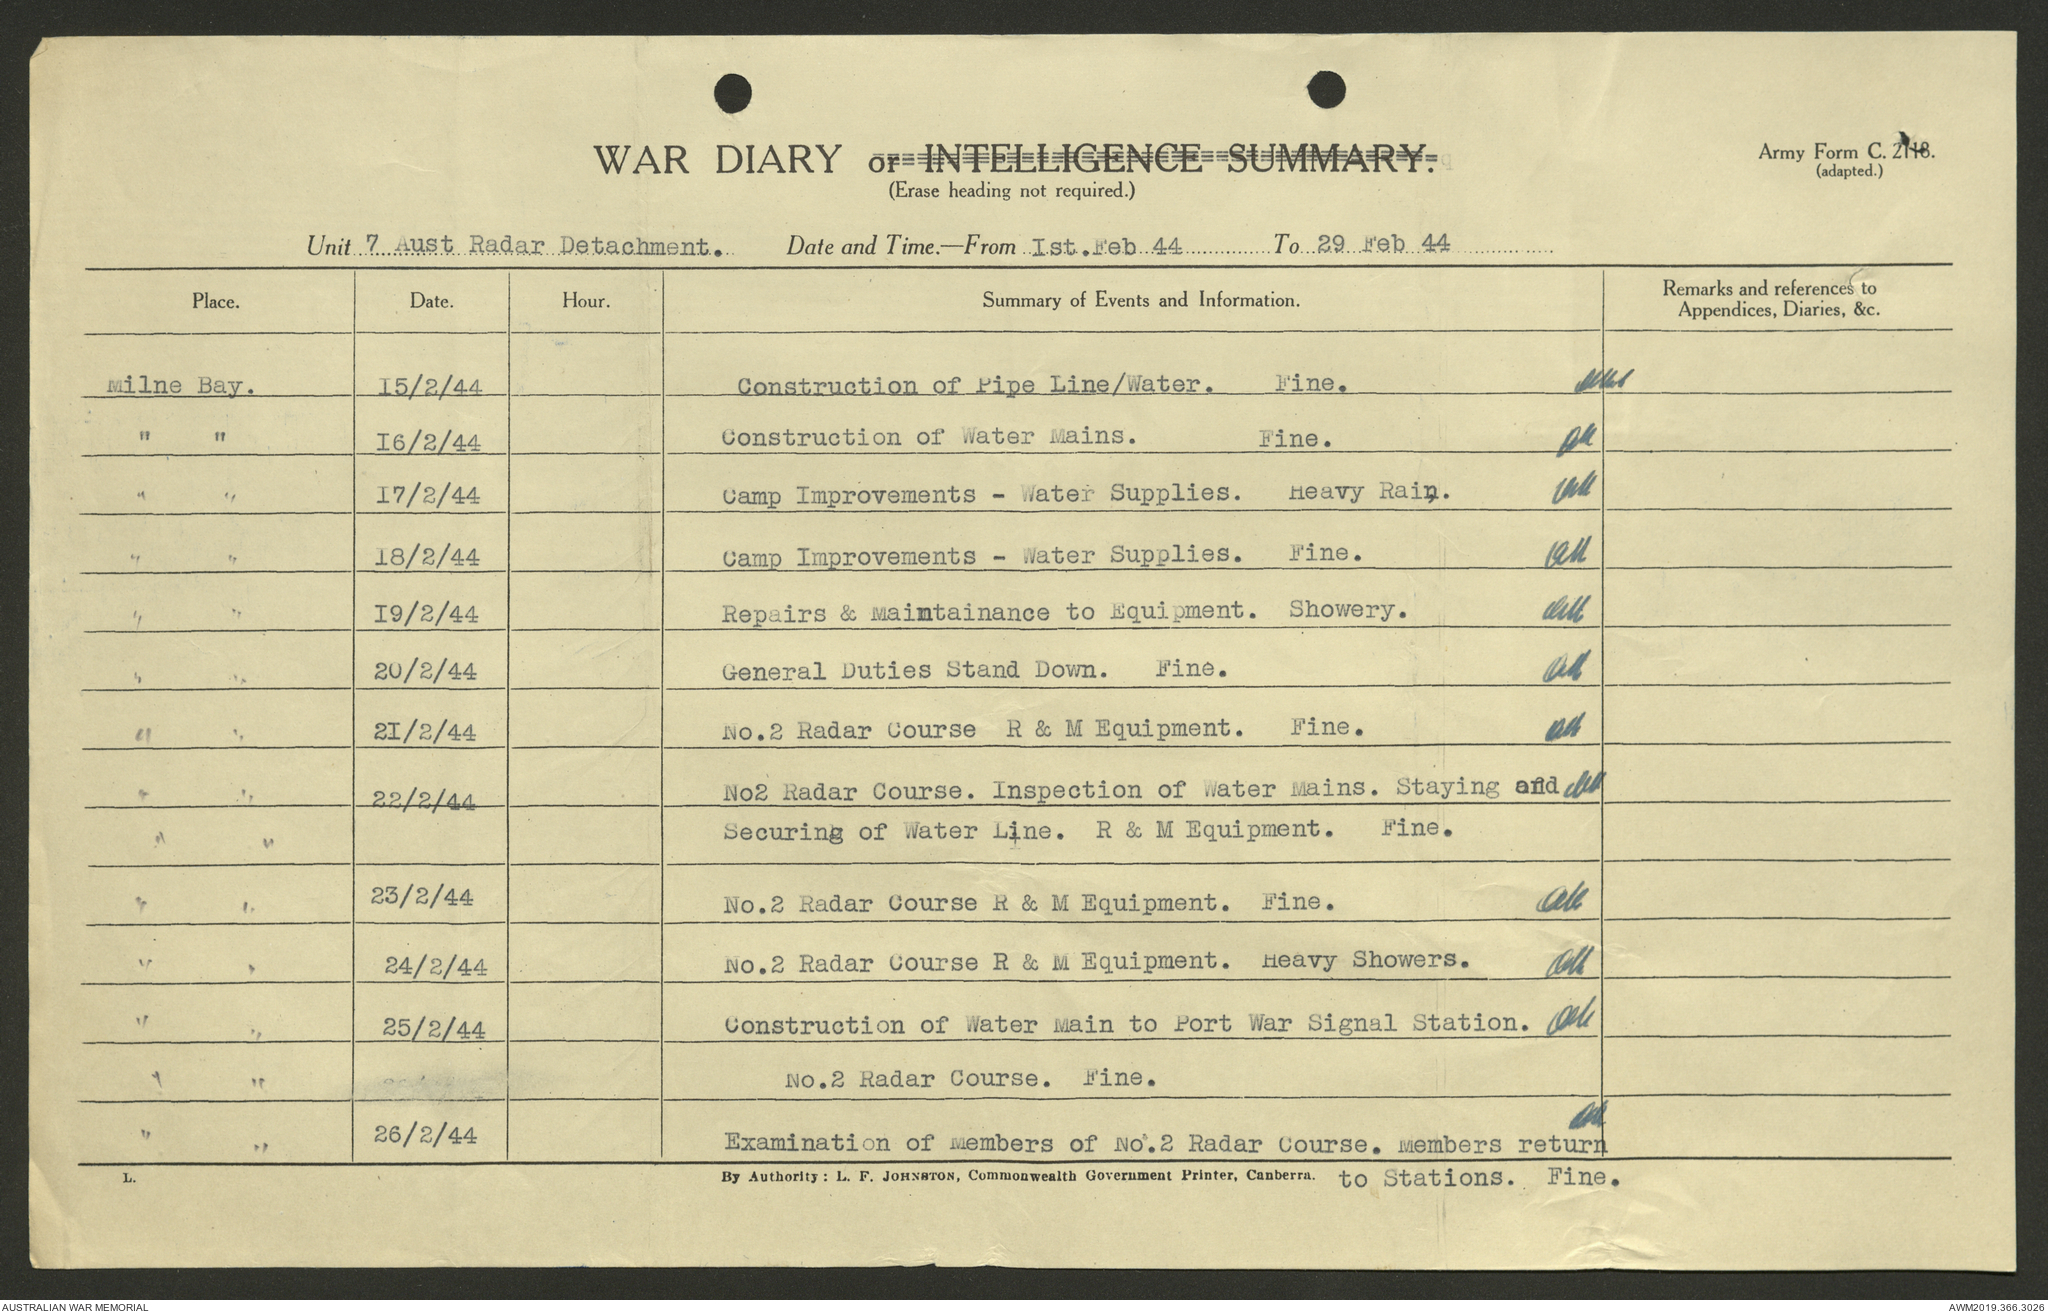 WAR DIARY or INTELLIGENCE SUMMARY.
(Erase heading not required.)
Army Form C. 2118.
(adapted.)
Unit 7 Aust Radar Detachment. Date and Time.—From Ist.Feb 44 To 29 Feb 44
Place. Date. Hour. Summary of Events and Information. Remarks and references to
Appendices, Diaries, &c.
Milne Bay. I5/2/44 Construction of Pipe Line/Water. Fine.
" " I6/2/44 Construction of Water Mains. Fine.
" " I7/2/44 Camp Improvements - Water Supplies. Heavy Rain.
" " I8/2/44 Camp Improvements - Water Supplies. Fine.
" " I9/2/44 Repairs & Maintainance to Equipment. Showery.
" " 20/2/44 General Duties Stand Down. Fine.
" " 2I/2/44 No.2 Radar Course R & M Equipment. Fine.
" " 22/2/44 No2 Radar Course. Inspection of Water Mains. Staying and
" " Securing of Water Line. R & M Equipment. Fine.
" " 23/2/44 No.2 Radar Course R & M Equipment. Fine.
" " 24/2/44 No.2 Radar Course R & M Equipment. Heavy Showers.
" " 25/2/44 Construction of Water Main to Port War Signal Station.
" " No.2 Radar Course. Fine.
" " 26/2/44 Examination of Members of No.2 Radar Course. Members return
L. By Authority: L. F. JOHNSTON, Commonwealth Government Printer, Canberra. to Stations. Fine.
AUSTRALIAN WAR MEMORIAL AWM2019.366.3026